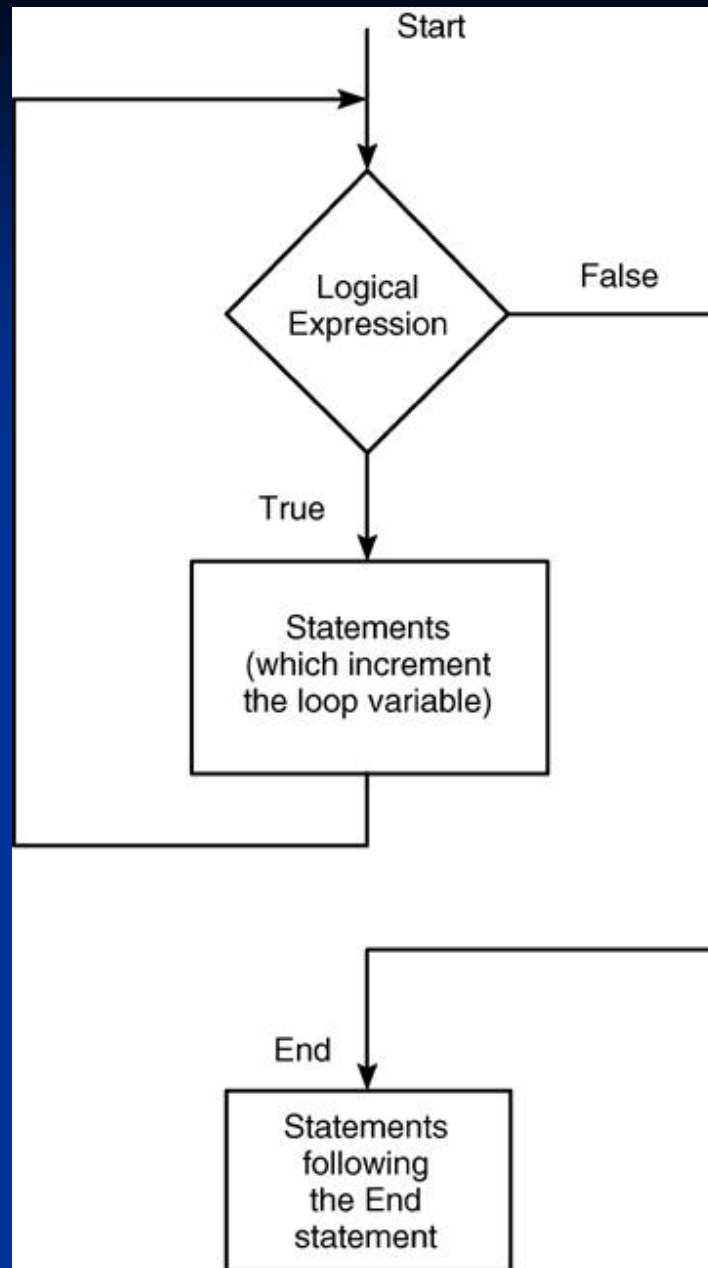 Start
Logical
Expression
False
True
Statements
(which increment
the loop variable)
End
Statements
following
the End
statement